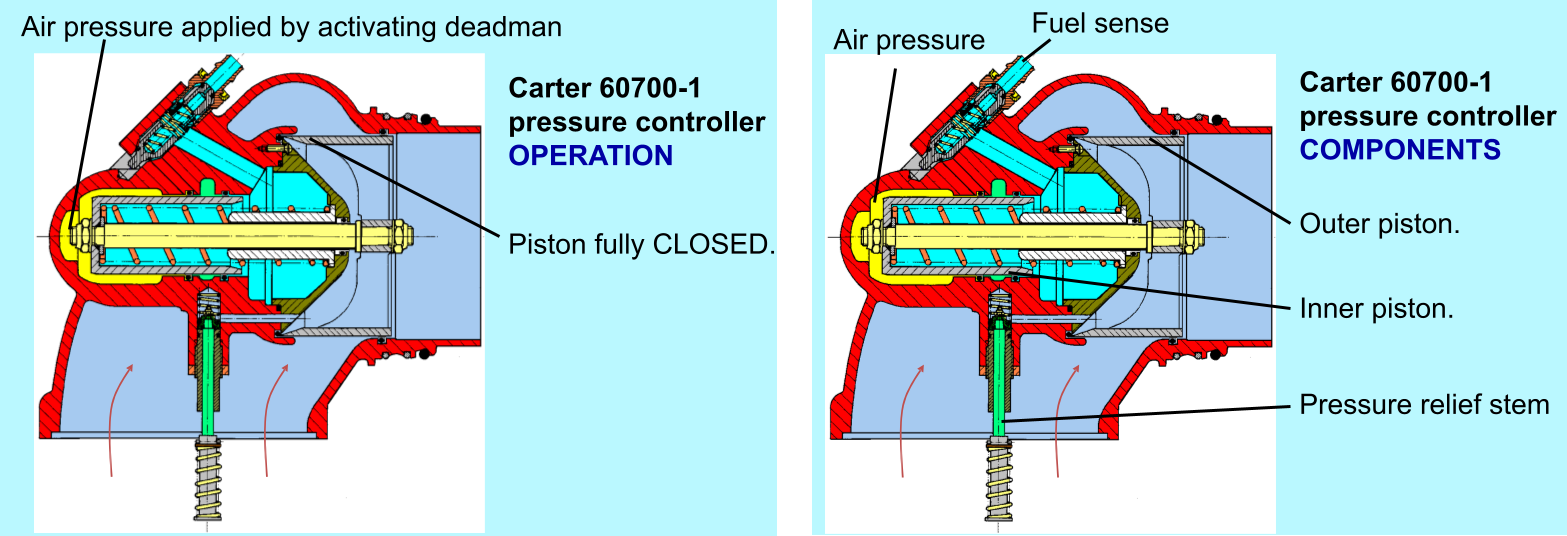 Air pressure applied by activating deadman
Carter 60700-1
pressure controller
OPERATION
Piston fully CLOSED.
Fuel sense
Air pressure
Carter 60700-1
pressure controller
COMPONENTS
Outer piston.
Inner piston.
Pressure relief stem